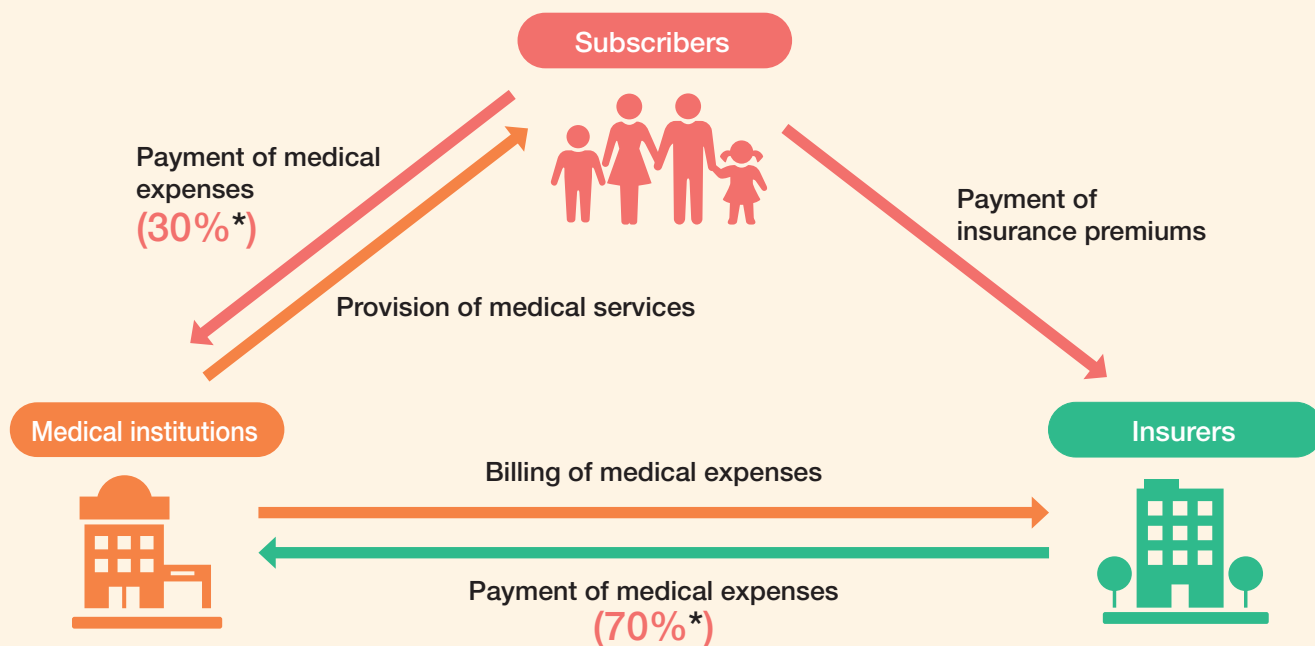 Subscribers
Payment of medical
expenses
(30%*)
Payment of
insurance premiums
Provision of medical services
Medical institutions
Insurers
Billing of medical expenses
Payment of medical expenses
(70%*)